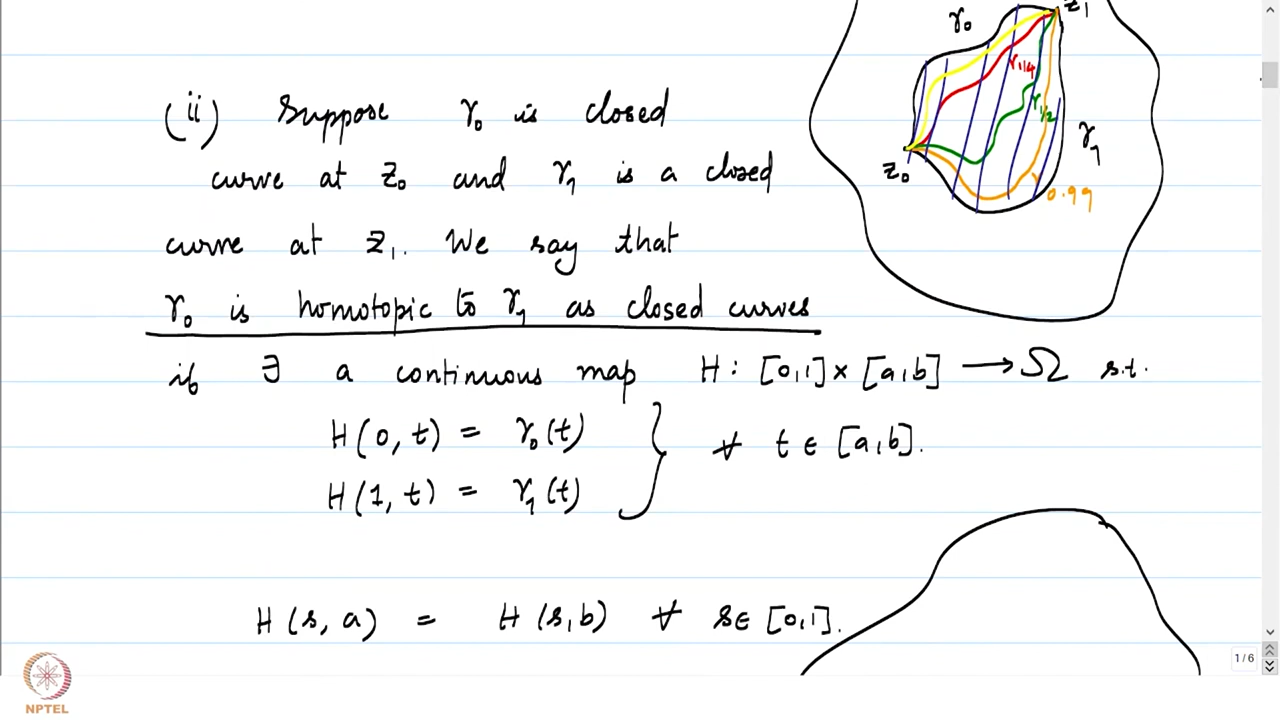 γ₀
z₁
γ₁/₄
γ₁/₂
γ₁
z₀
γ₀.₉₉
(ii) Suppose γ₀ is closed
curve at z₀ and γ₁ is a closed
curve at z₁. We say that
γ₀ is homotopic to γ₁ as closed curves
if ∃ a continuous map H : [0,1] × [a,b] ⟶ Ω s.t.
H(0,t) = γ₀(t)
H(1,t) = γ₁(t) } ∀ t ∈ [a,b].
H(s,a) = H(s,b) ∀ s ∈ [0,1].
1/6
NPTEL